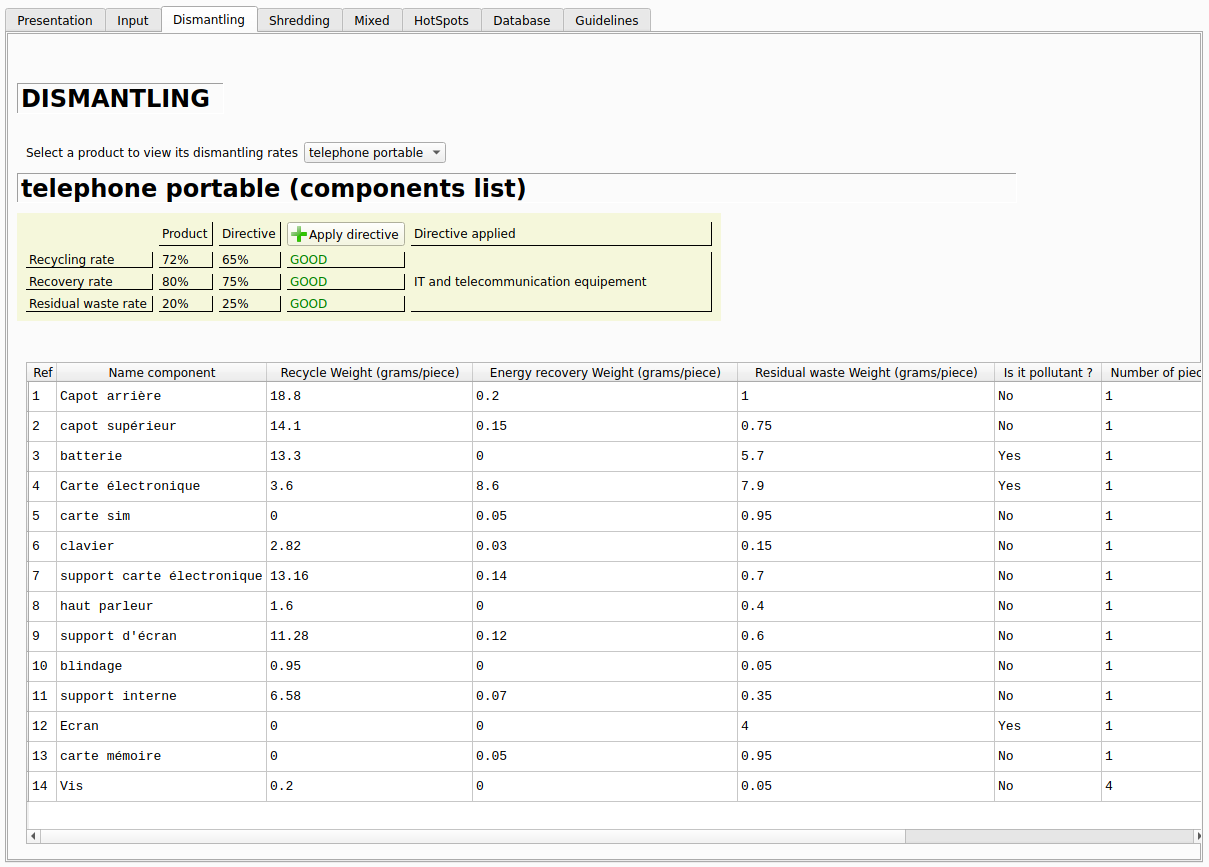 Presentation Input Dismantling Shredding Mixed HotSpots Database Guidelines
DISMANTLING
Select a product to view its dismantling rates telephone portable
telephone portable (components list)
Product Directive Apply directive Directive applied
Recycling rate 72% 65% GOOD
Recovery rate 80% 75% GOOD IT and telecommunication equipement
Residual waste rate 20% 25% GOOD
Ref Name component Recycle Weight (grams/piece) Energy recovery Weight (grams/piece) Residual waste Weight (grams/piece) Is it pollutant ? Number of piec
1 Capot arrière 18.8 0.2 1 No 1
2 capot supérieur 14.1 0.15 0.75 No 1
3 batterie 13.3 0 5.7 Yes 1
4 Carte électronique 3.6 8.6 7.9 Yes 1
5 carte sim 0 0.05 0.95 No 1
6 clavier 2.82 0.03 0.15 No 1
7 support carte électronique 13.16 0.14 0.7 No 1
8 haut parleur 1.6 0 0.4 No 1
9 support d'écran 11.28 0.12 0.6 No 1
10 blindage 0.95 0 0.05 No 1
11 support interne 6.58 0.07 0.35 No 1
12 Ecran 0 0 4 Yes 1
13 carte mémoire 0 0.05 0.95 No 1
14 Vis 0.2 0 0.05 No 4